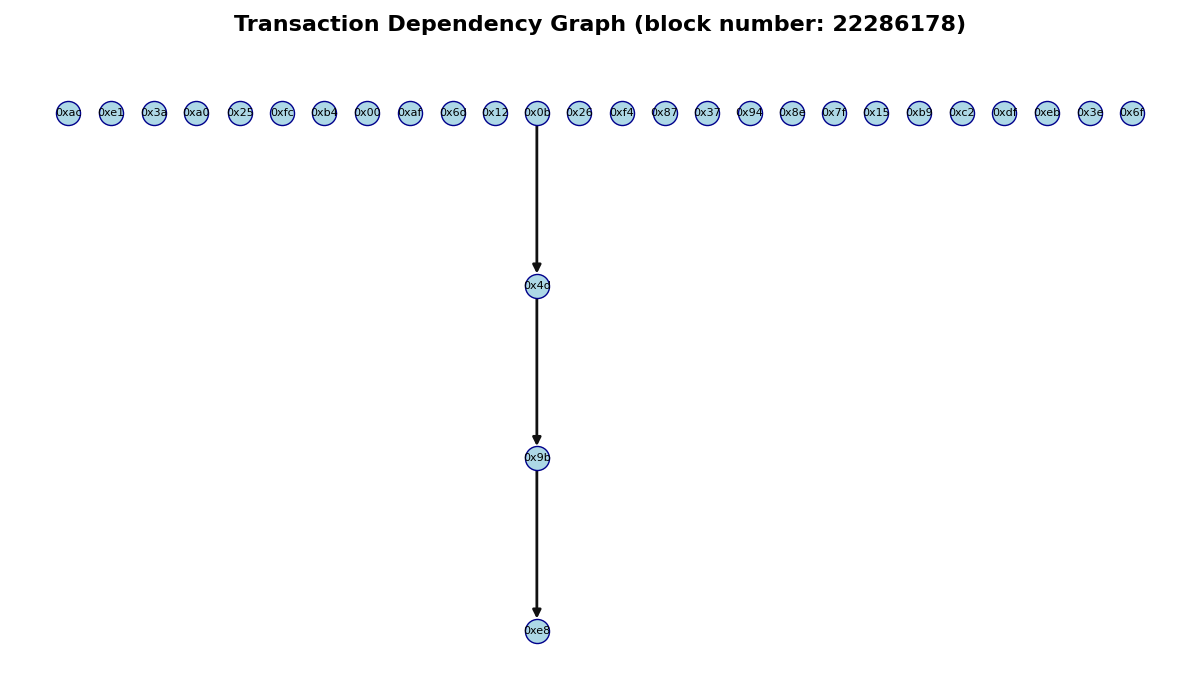 Transaction Dependency Graph (block number: 22286178)
0xac 0xe1 0x3a 0xa0 0x25 0xfc 0xb4 0x00 0xaf 0x6d 0x12 0x0b 0x26 0xf4 0x87 0x37 0x94 0x8e 0x7f 0x15 0xb9 0xc2 0xdf 0xeb 0x3e 0x6f
0x4d
0x9b
0xe8